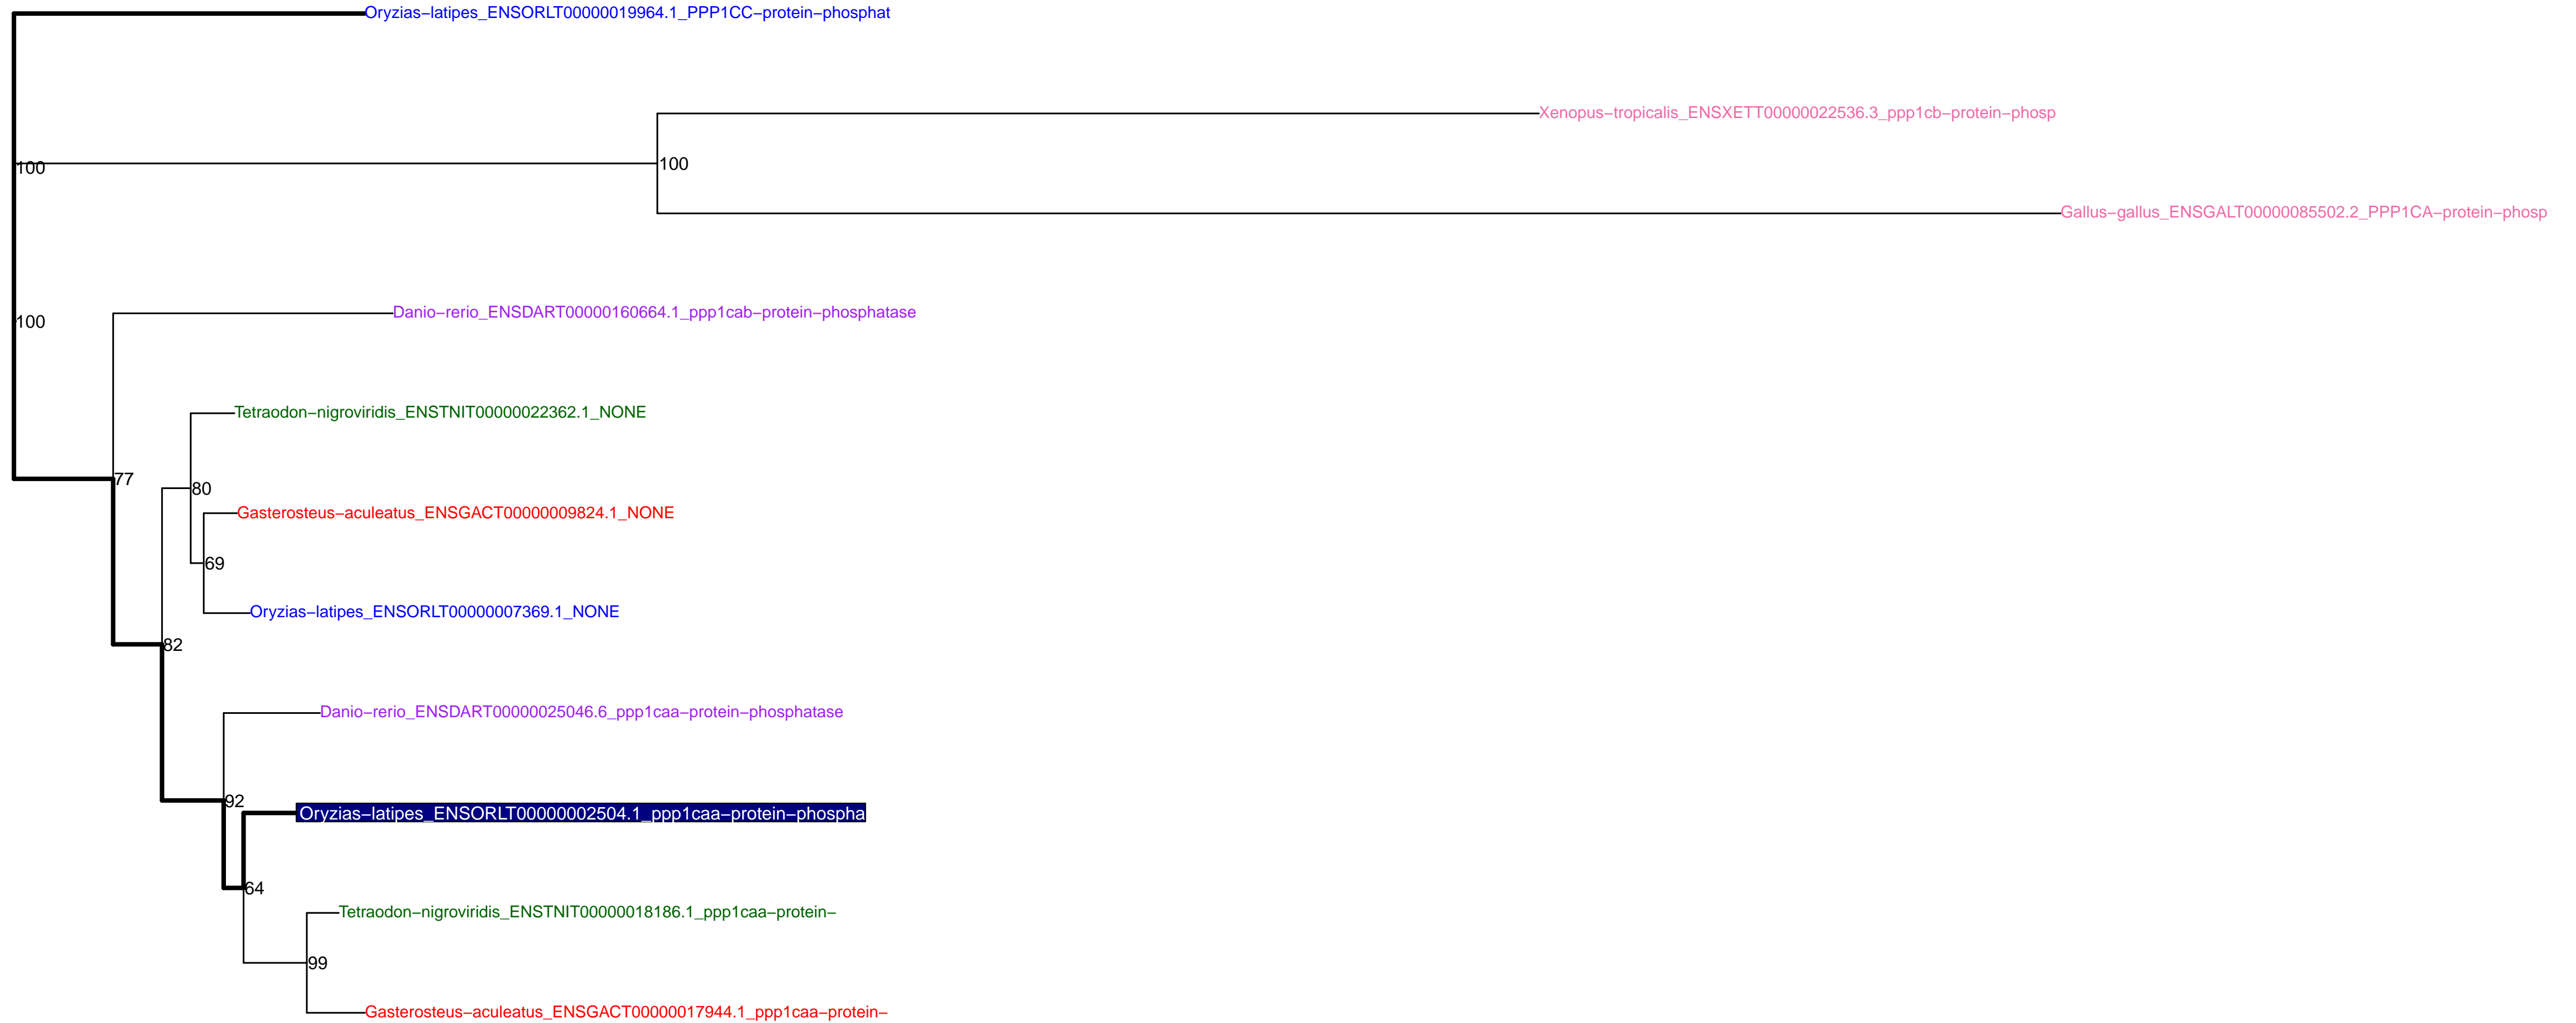 Oryzias−latipes_ENSORLT00000019964.1_PPP1CC−protein−phosphat
Xenopus−tropicalis_ENSXETT00000022536.3_ppp1cb−protein−phosp
100
100
Gallus−gallus_ENSGALT00000085502.2_PPP1CA−protein−phosp
Danio−rerio_ENSDART00000160664.1_ppp1cab−protein−phosphatase
100
Tetraodon−nigroviridis_ENSTNIT00000022362.1_NONE
77
80
Gasterosteus−aculeatus_ENSGACT00000009824.1_NONE
69
Oryzias−latipes_ENSORLT00000007369.1_NONE
82
Danio−rerio_ENSDART00000025046.6_ppp1caa−protein−phosphatase
92
Oryzias−latipes_ENSORLT00000002504.1_ppp1caa−protein−phospha
64
Tetraodon−nigroviridis_ENSTNIT00000018186.1_ppp1caa−protein−
99
Gasterosteus−aculeatus_ENSGACT00000017944.1_ppp1caa−protein−